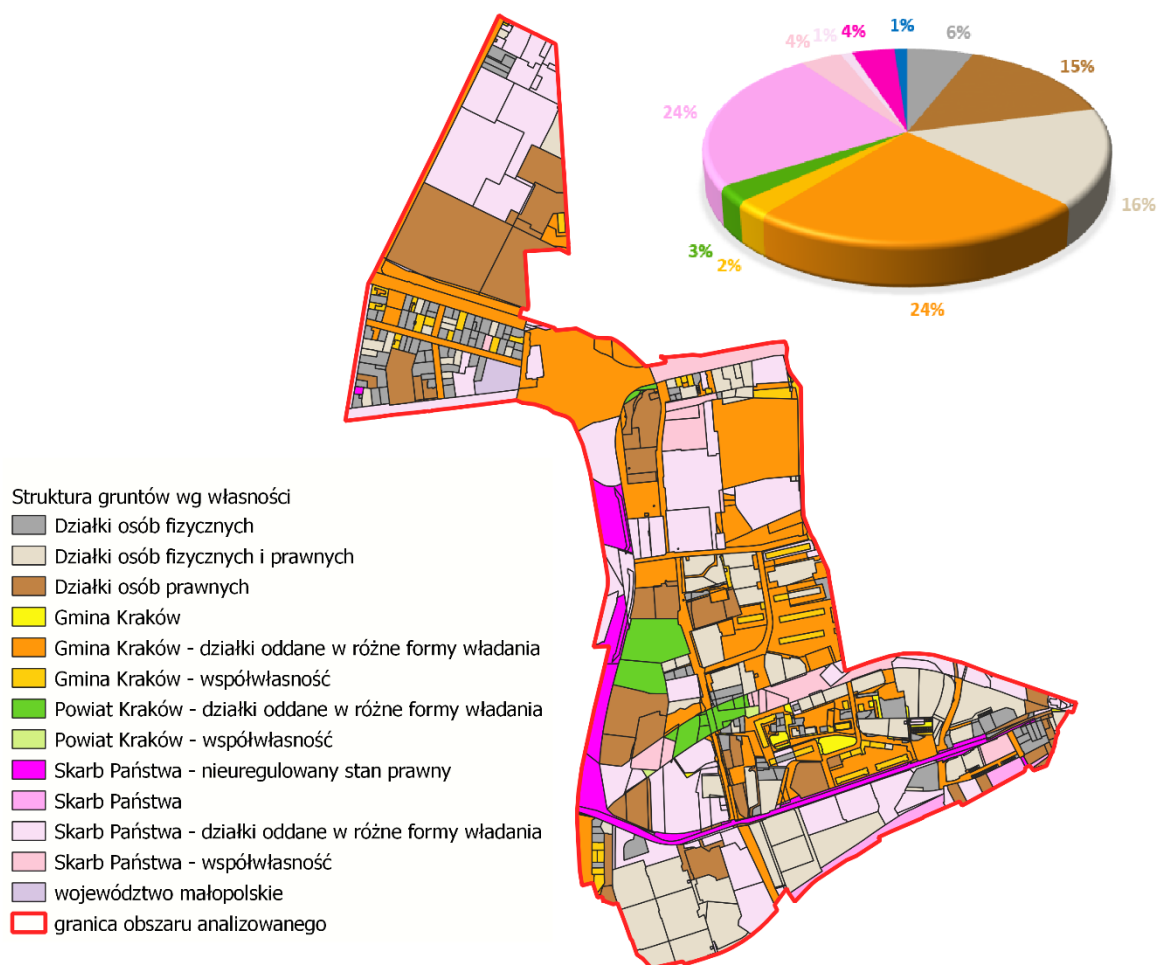 4%
1%
4%
1%
6%
15%
24%
16%
3%
2%
24%
Struktura gruntów wg własności
Działki osób fizycznych
Działki osób fizycznych i prawnych
Działki osób prawnych
Gmina Kraków
Gmina Kraków - działki oddane w różne formy władania
Gmina Kraków - współwłasność
Powiat Kraków - działki oddane w różne formy władania
Powiat Kraków - współwłasność
Skarb Państwa - nieuregulowany stan prawny
Skarb Państwa
Skarb Państwa - działki oddane w różne formy władania
Skarb Państwa - współwłasność
województwo małopolskie
granica obszaru analizowanego